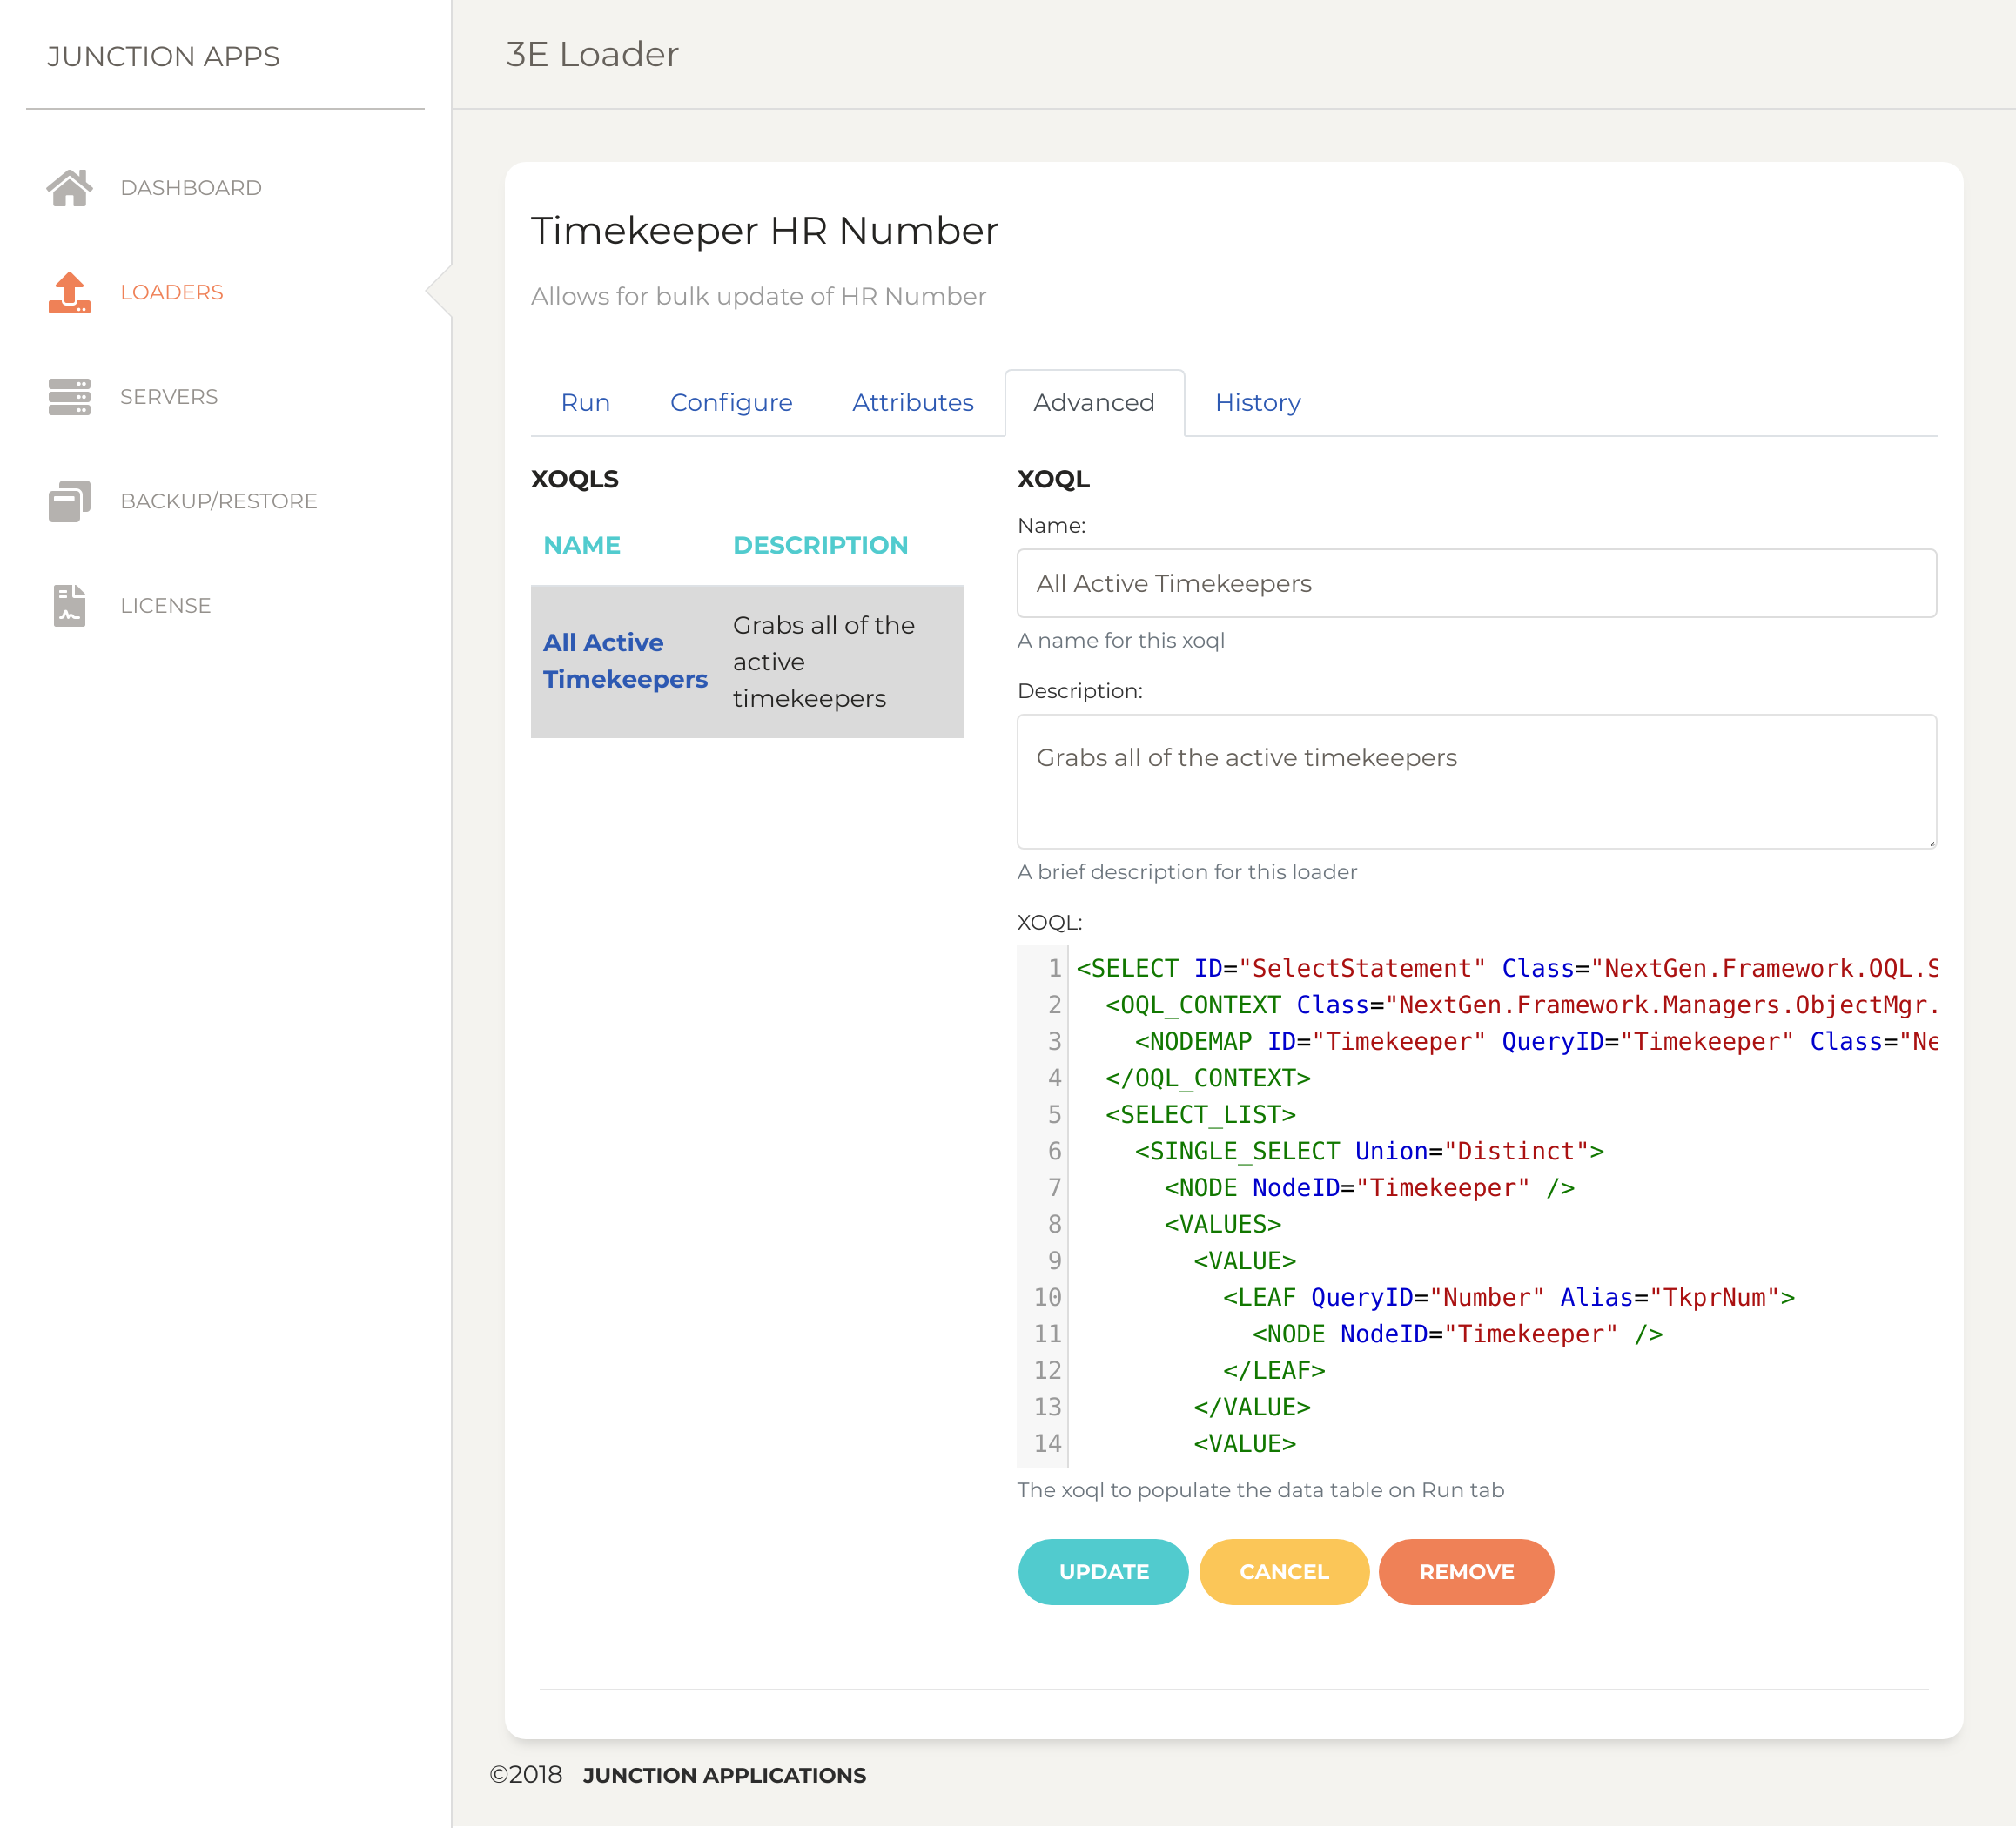 JUNCTION APPS
DASHBOARD
LOADERS
SERVERS
BACKUP/RESTORE
LICENSE
3E Loader
Timekeeper HR Number
Allows for bulk update of HR Number
Run Configure Attributes Advanced History
XOQLS
NAME DESCRIPTION
All Active
Timekeepers
Grabs all of the
active
timekeepers
XOQL
Name:
All Active Timekeepers
A name for this xoql
Description:
Grabs all of the active timekeepers
A brief description for this loader
XOQL:
1 <SELECT ID="SelectStatement" Class="NextGen.Framework.OQL.S
2 <OQL_CONTEXT Class="NextGen.Framework.Managers.ObjectMgr.
3 <NODEMAP ID="Timekeeper" QueryID="Timekeeper" Class="Ne
4 </OQL_CONTEXT>
5 <SELECT_LIST>
6 <SINGLE_SELECT Union="Distinct">
7 <NODE NodeID="Timekeeper" />
8 <VALUES>
9 <VALUE>
10 <LEAF QueryID="Number" Alias="TkprNum">
11 <NODE NodeID="Timekeeper" />
12 </LEAF>
13 </VALUE>
14 <VALUE>
The xoql to populate the data table on Run tab
UPDATE CANCEL REMOVE
©2018 JUNCTION APPLICATIONS